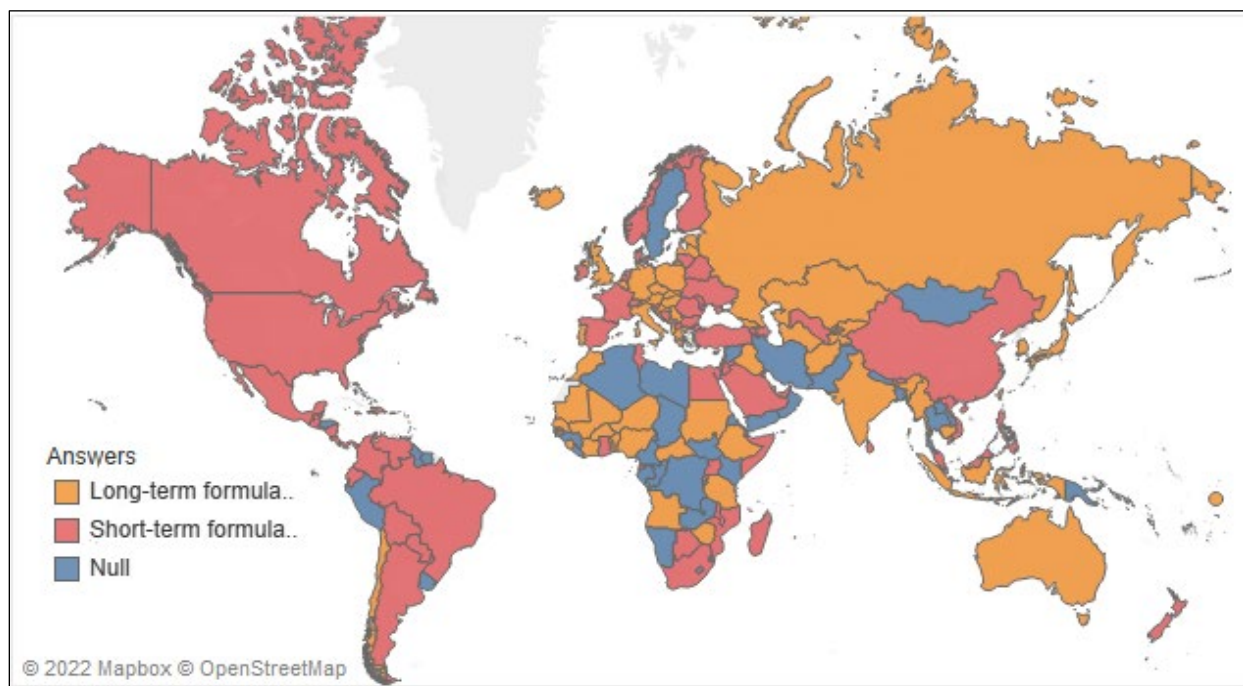 Answers
Long-term formula..
Short-term formula..
Null
© 2022 Mapbox © OpenStreetMap